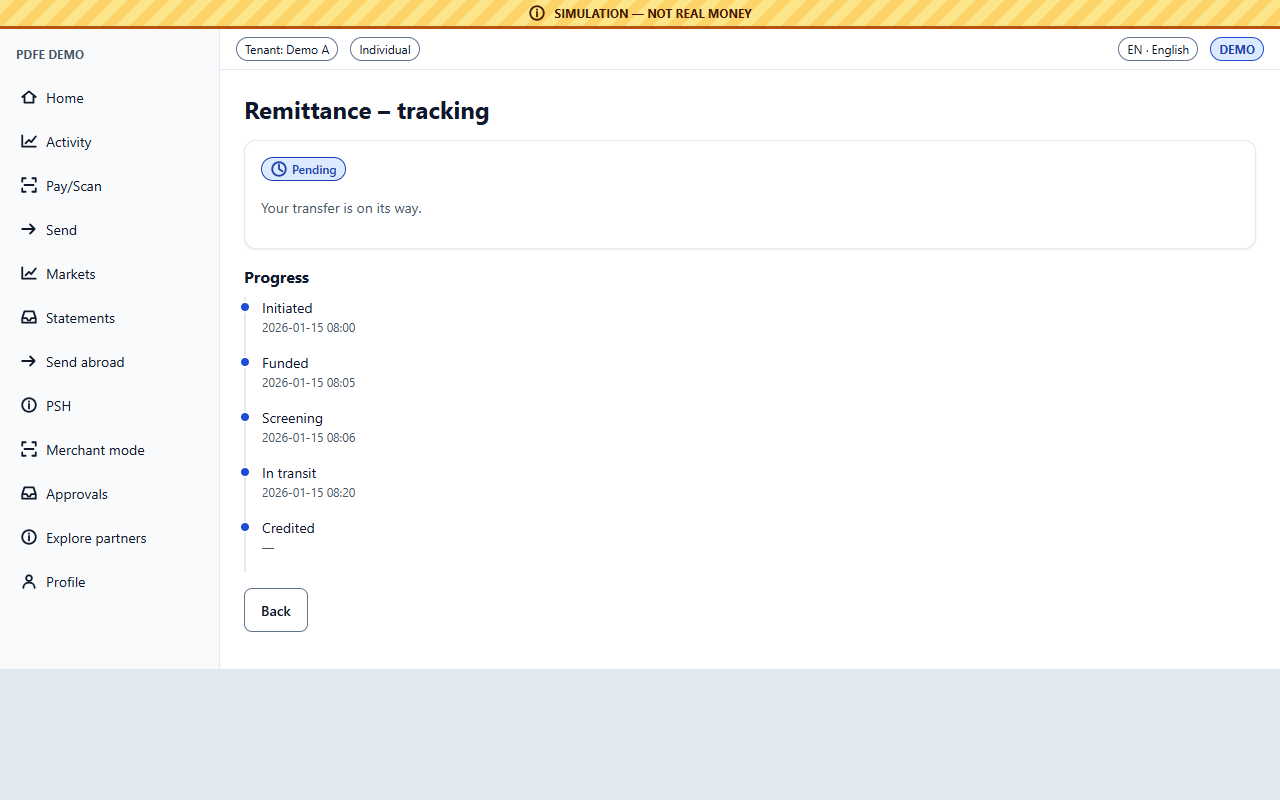 SIMULATION — NOT REAL MONEY
PDFE DEMO
Tenant: Demo A
Individual
EN · English
DEMO
Home
Activity
Pay/Scan
Send
Markets
Statements
Send abroad
PSH
Merchant mode
Approvals
Explore partners
Profile
Remittance – tracking
Pending
Your transfer is on its way.
Progress
Initiated
2026-01-15 08:00
Funded
2026-01-15 08:05
Screening
2026-01-15 08:06
In transit
2026-01-15 08:20
Credited
—
Back